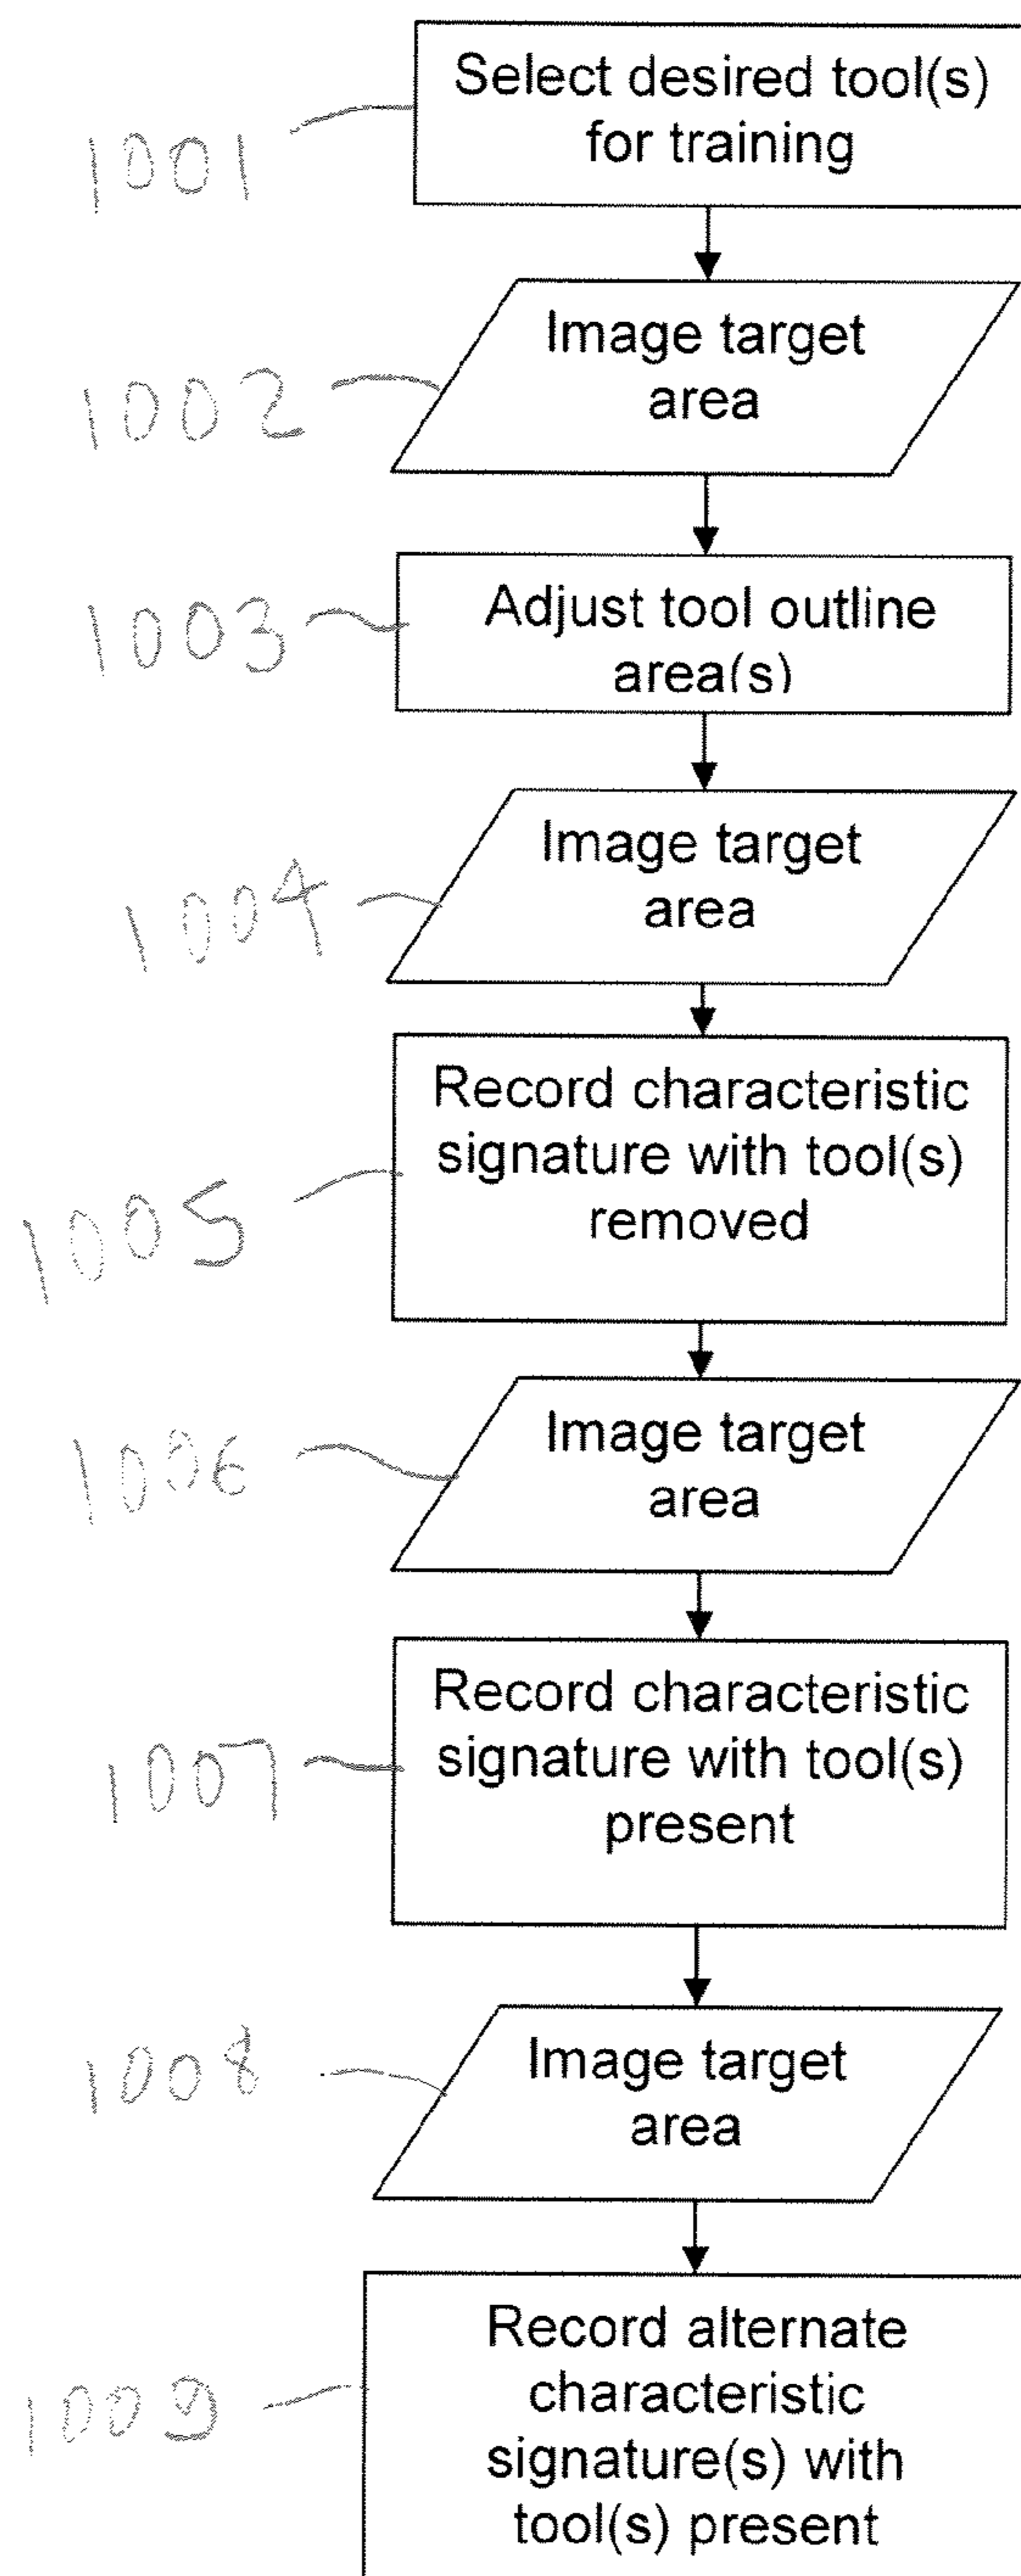 Select desired tool(s)
for training
1001
Image target
area
1002
Adjust tool outline
area(s)
1003
Image target
area
1004
Record characteristic
signature with tool(s)
removed
1005
Image target
area
1006
Record characteristic
signature with tool(s)
present
1007
Image target
area
1008
Record alternate
characteristic
signature(s) with
tool(s) present
1009